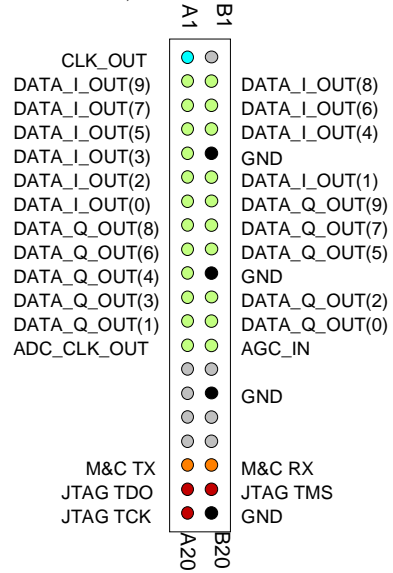 A1 B1
CLK_OUT
DATA_I_OUT(9) DATA_I_OUT(8)
DATA_I_OUT(7) DATA_I_OUT(6)
DATA_I_OUT(5) DATA_I_OUT(4)
DATA_I_OUT(3) GND
DATA_I_OUT(2) DATA_I_OUT(1)
DATA_I_OUT(0) DATA_Q_OUT(9)
DATA_Q_OUT(8) DATA_Q_OUT(7)
DATA_Q_OUT(6) DATA_Q_OUT(5)
DATA_Q_OUT(4) GND
DATA_Q_OUT(3) DATA_Q_OUT(2)
DATA_Q_OUT(1) DATA_Q_OUT(0)
ADC_CLK_OUT AGC_IN
GND
M&C TX M&C RX
JTAG TDO JTAG TMS
JTAG TCK GND
A20 B20